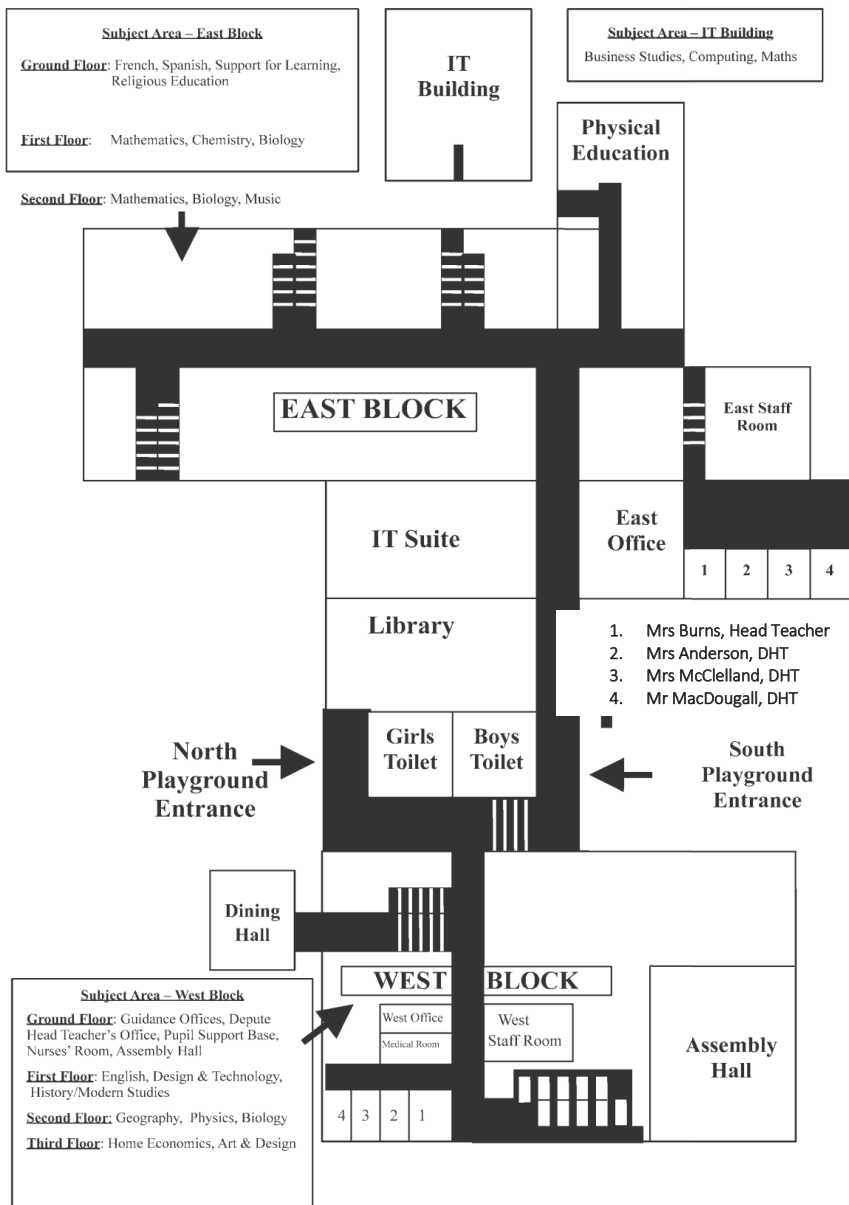 Subject Area – East Block
Ground Floor: French, Spanish, Support for Learning,
Religious Education
First Floor: Mathematics, Chemistry, Biology
Second Floor: Mathematics, Biology, Music
IT
Building
Subject Area – IT Building
Business Studies, Computing, Maths
Physical
Education
EAST BLOCK
East Staff
Room
IT Suite
East
Office
1 2 3 4
Library
1. Mrs Burns, Head Teacher
2. Mrs Anderson, DHT
3. Mrs McClelland, DHT
4. Mr MacDougall, DHT
North
Playground
Entrance
Girls
Toilet
Boys
Toilet
South
Playground
Entrance
Dining
Hall
WEST BLOCK
West Office
Medical Room
West
Staff Room
Assembly
Hall
4 3 2 1
Subject Area – West Block
Ground Floor: Guidance Offices, Depute
Head Teacher's Office, Pupil Support Base,
Nurses' Room, Assembly Hall
First Floor: English, Design & Technology,
History/Modern Studies
Second Floor: Geography, Physics, Biology
Third Floor: Home Economics, Art & Design